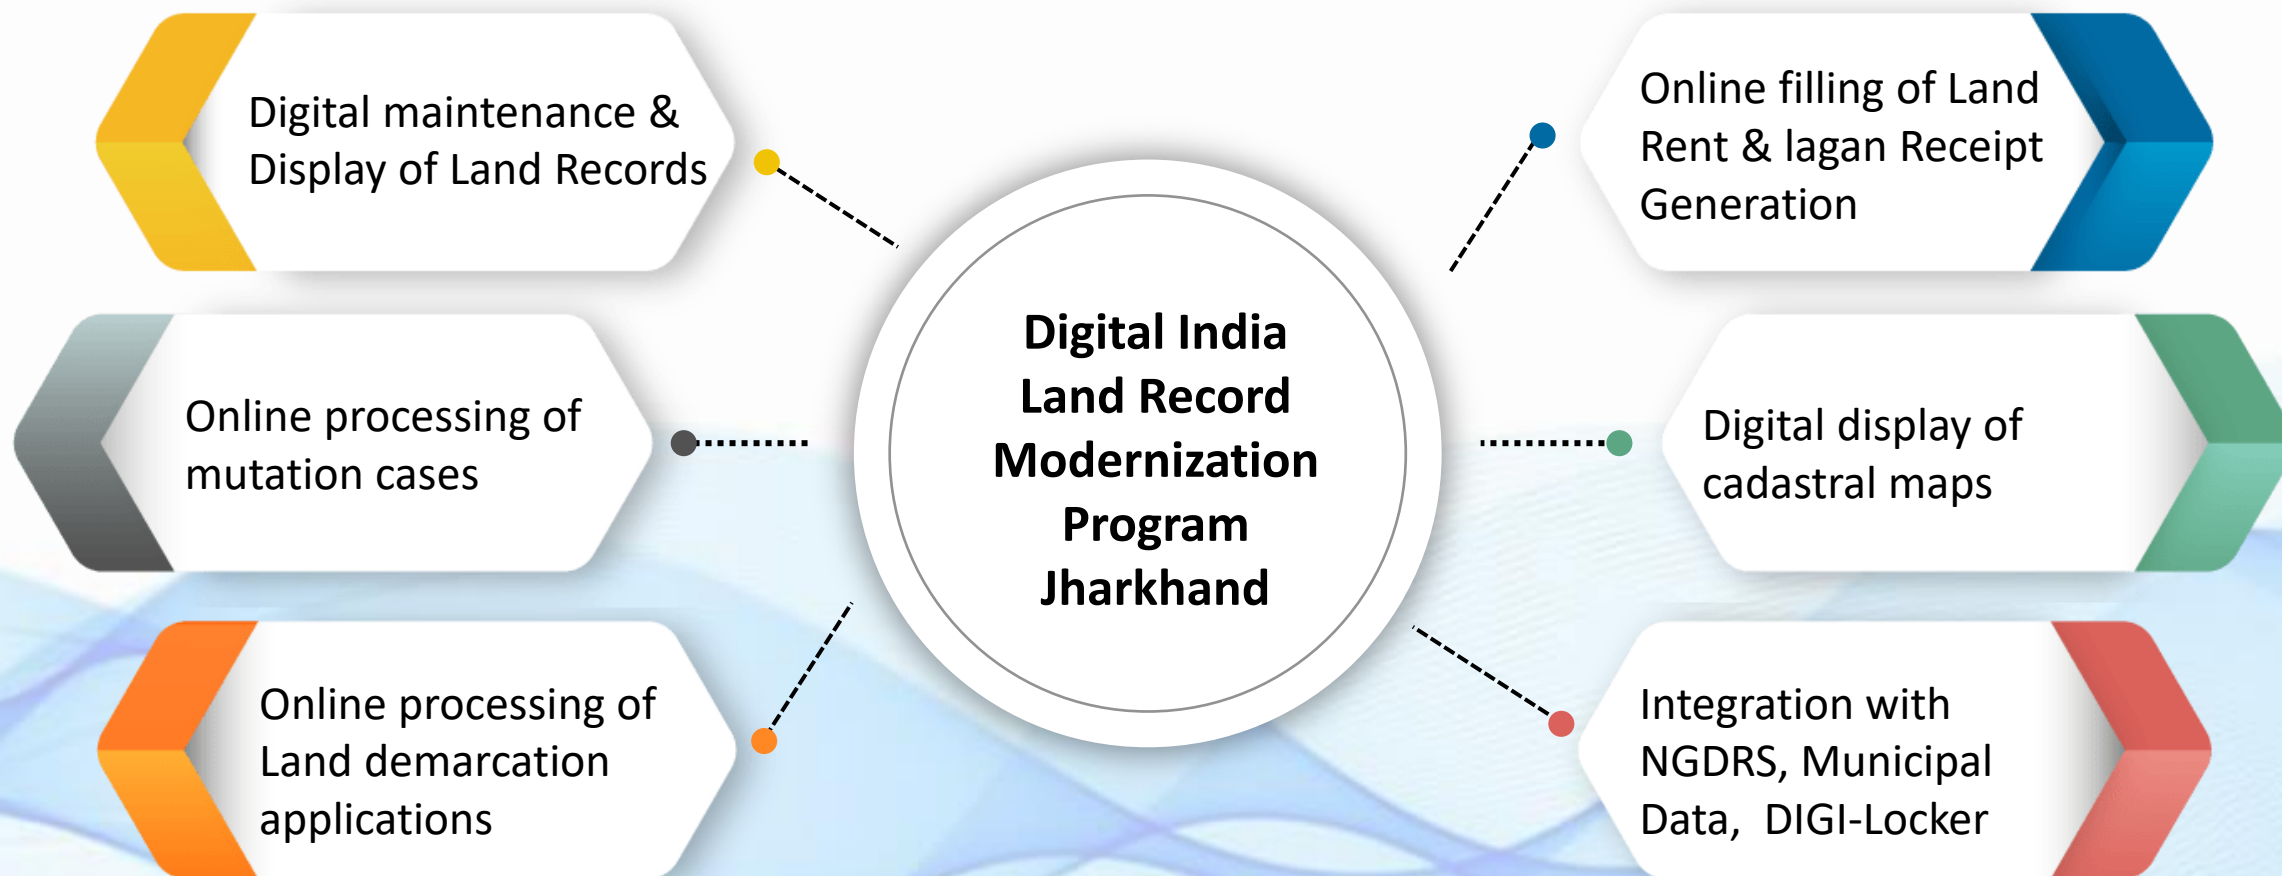 Digital maintenance &
Display of Land Records
Online processing of
mutation cases
Online processing of
Land demarcation
applications
Digital India
Land Record
Modernization
Program
Jharkhand
Online filling of Land
Rent & lagan Receipt
Generation
Digital display of
cadastral maps
Integration with
NGDRS, Municipal
Data, DIGI-Locker